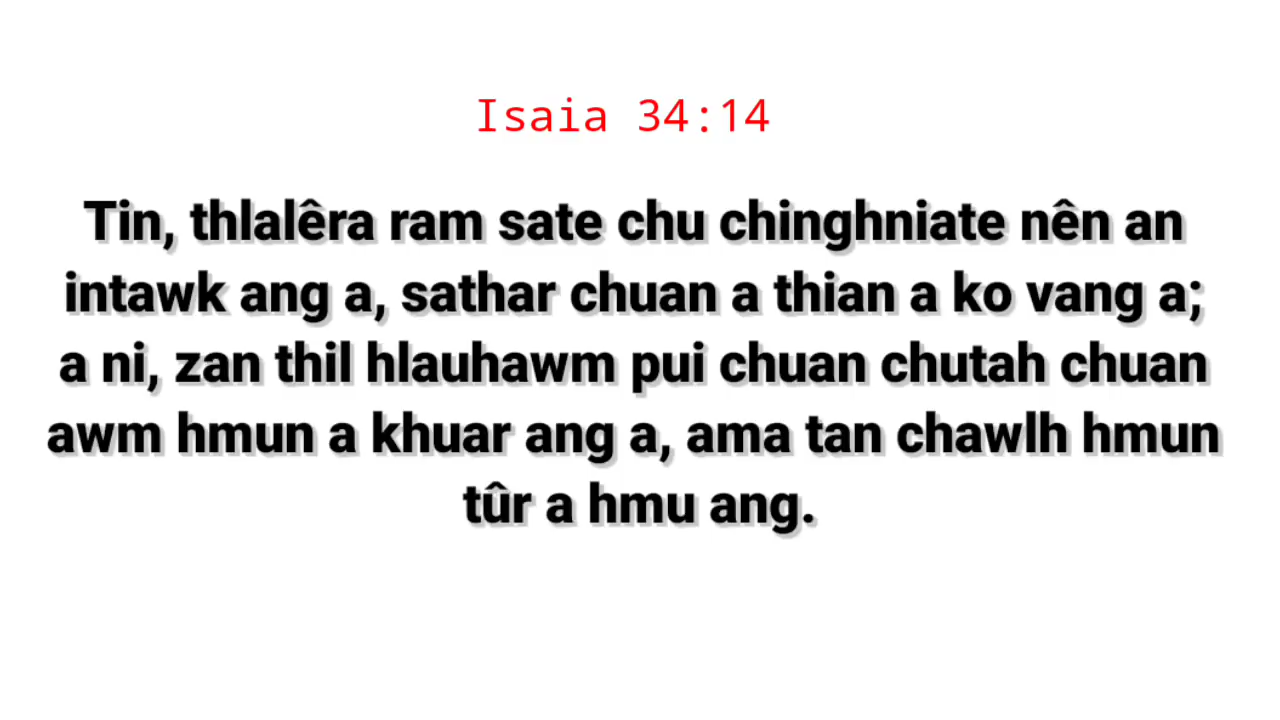 Isaia 34:14
Tin, thlalêra ram sate chu chinghniate nên an
intawk ang a, sathar chuan a thian a ko vang a;
a ni, zan thil hlauhawm pui chuan chutah chuan
awm hmun a khuar ang a, ama tan chawlh hmun
tûr a hmu ang.